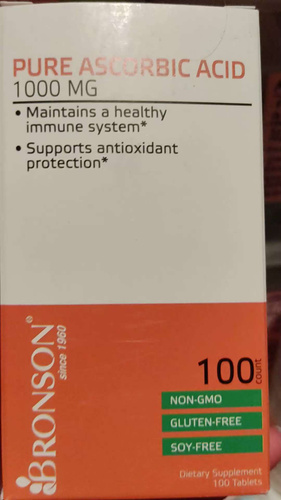 PURE ASCORBIC ACID
1000 MG
• Maintains a healthy
immune system*
• Supports antioxidant
protection*
BRONSON®
since 1960
100
count
NON-GMO
GLUTEN-FREE
SOY-FREE
Dietary Supplement
100 Tablets